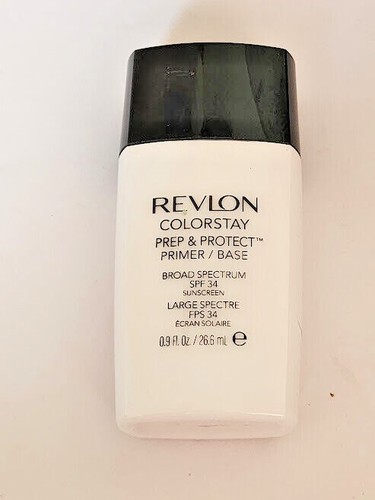 REVLON
COLORSTAY
PREP & PROTECT™
PRIMER / BASE
BROAD SPECTRUM
SPF 34
SUNSCREEN
LARGE SPECTRE
FPS 34
ÉCRAN SOLAIRE
0.9 fl. Oz. / 26.6 mL ℮